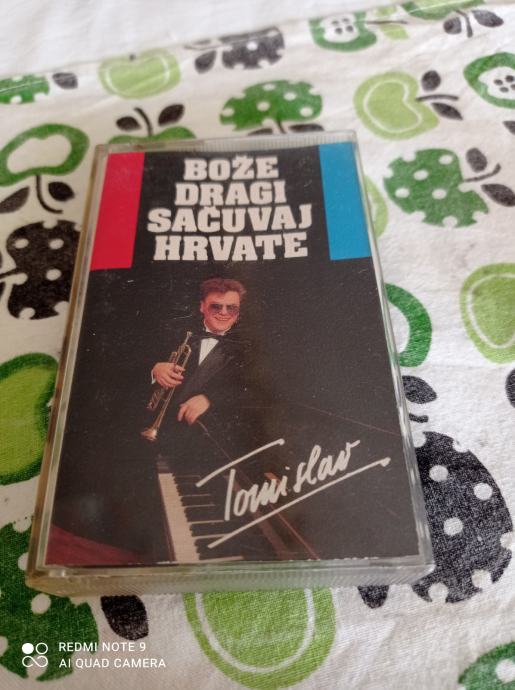 BOŽE
DRAGI
SAČUVAJ
HRVATE
Tomislav
REDMI NOTE 9
AI QUAD CAMERA